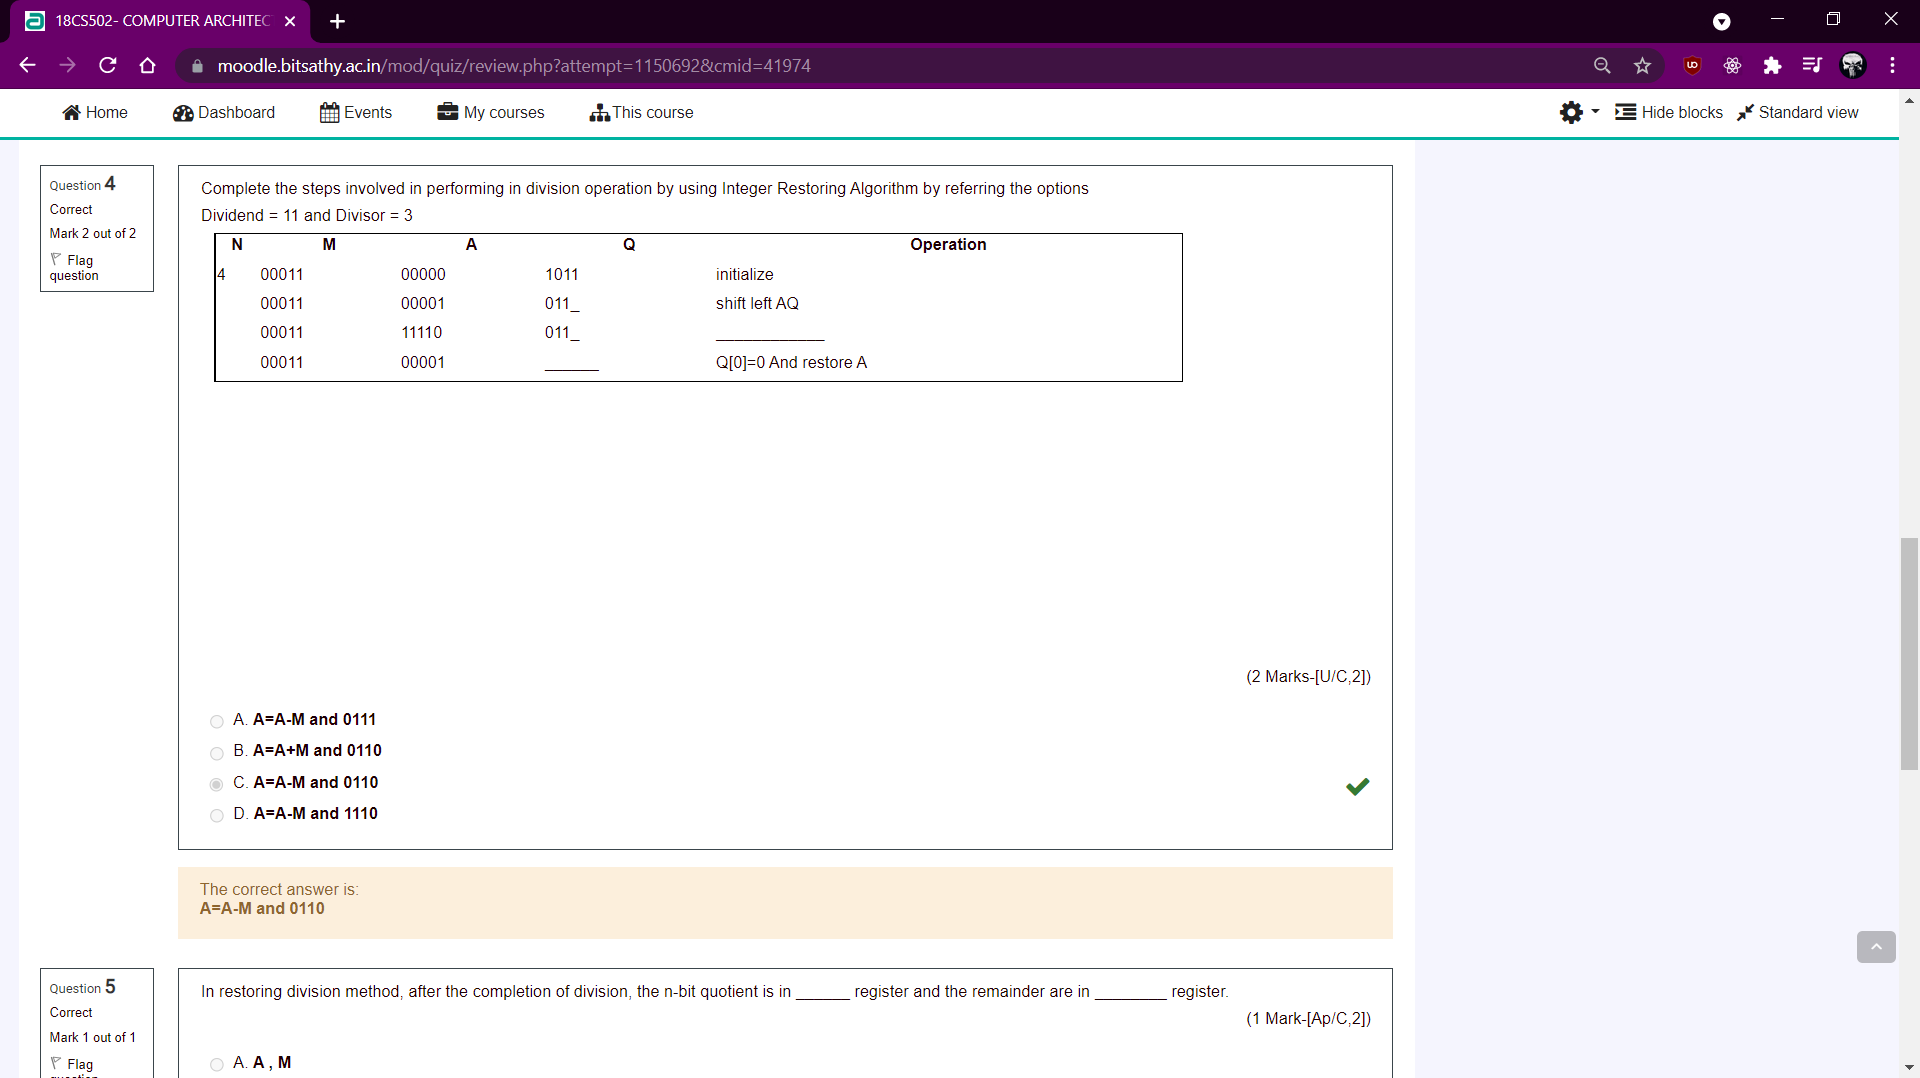 18CS502- COMPUTER ARCHITEC
moodle.bitsathy.ac.in/mod/quiz/review.php?attempt=1150692&cmid=41974
Home Dashboard Events My courses This course Hide blocks Standard view
Question 4
Correct
Mark 2 out of 2
Flag
question
Complete the steps involved in performing in division operation by using Integer Restoring Algorithm by referring the options
Dividend = 11 and Divisor = 3
N M A Q Operation
4 00011 00000 1011 initialize
00011 00001 011_ shift left AQ
00011 11110 011_ ____________
00011 00001 ______ Q[0]=0 And restore A
(2 Marks-[U/C,2])
A. A=A-M and 0111
B. A=A+M and 0110
C. A=A-M and 0110
D. A=A-M and 1110
The correct answer is:
A=A-M and 0110
Question 5
Correct
Mark 1 out of 1
Flag
In restoring division method, after the completion of division, the n-bit quotient is in ______ register and the remainder are in ________ register.
(1 Mark-[Ap/C,2])
A. A , M